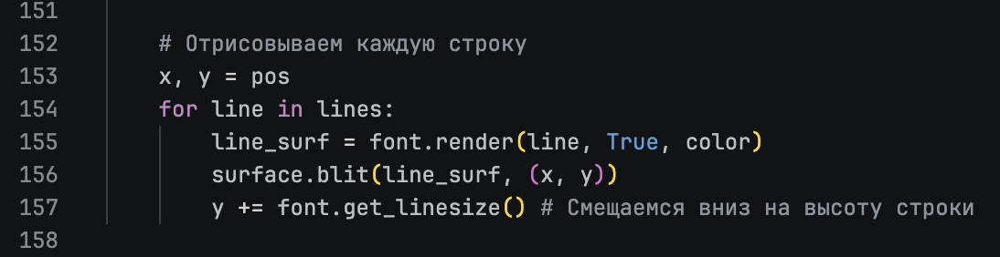 151
152 # Отрисовываем каждую строку
153 x, y = pos
154 for line in lines:
155 line_surf = font.render(line, True, color)
156 surface.blit(line_surf, (x, y))
157 y += font.get_linesize() # Смещаемся вниз на высоту строки
158